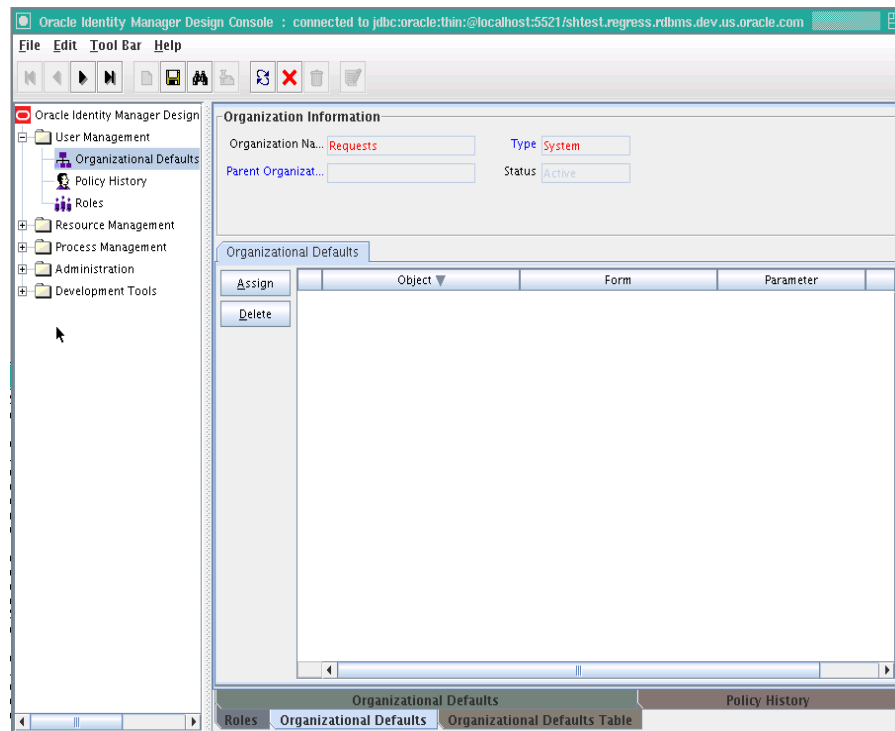 Oracle Identity Manager Design Console : connected to jdbc:oracle:thin:@localhost:5521/shtest.regress.rdbms.dev.us.oracle.com
File Edit Tool Bar Help
Oracle Identity Manager Design
User Management
Organizational Defaults
Policy History
Roles
Resource Management
Process Management
Administration
Development Tools
Organization Information
Organization Na... Requests Type System
Parent Organizat... Status Active
Organizational Defaults
Assign Object Form Parameter
Delete
Organizational Defaults Policy History
Roles Organizational Defaults Organizational Defaults Table